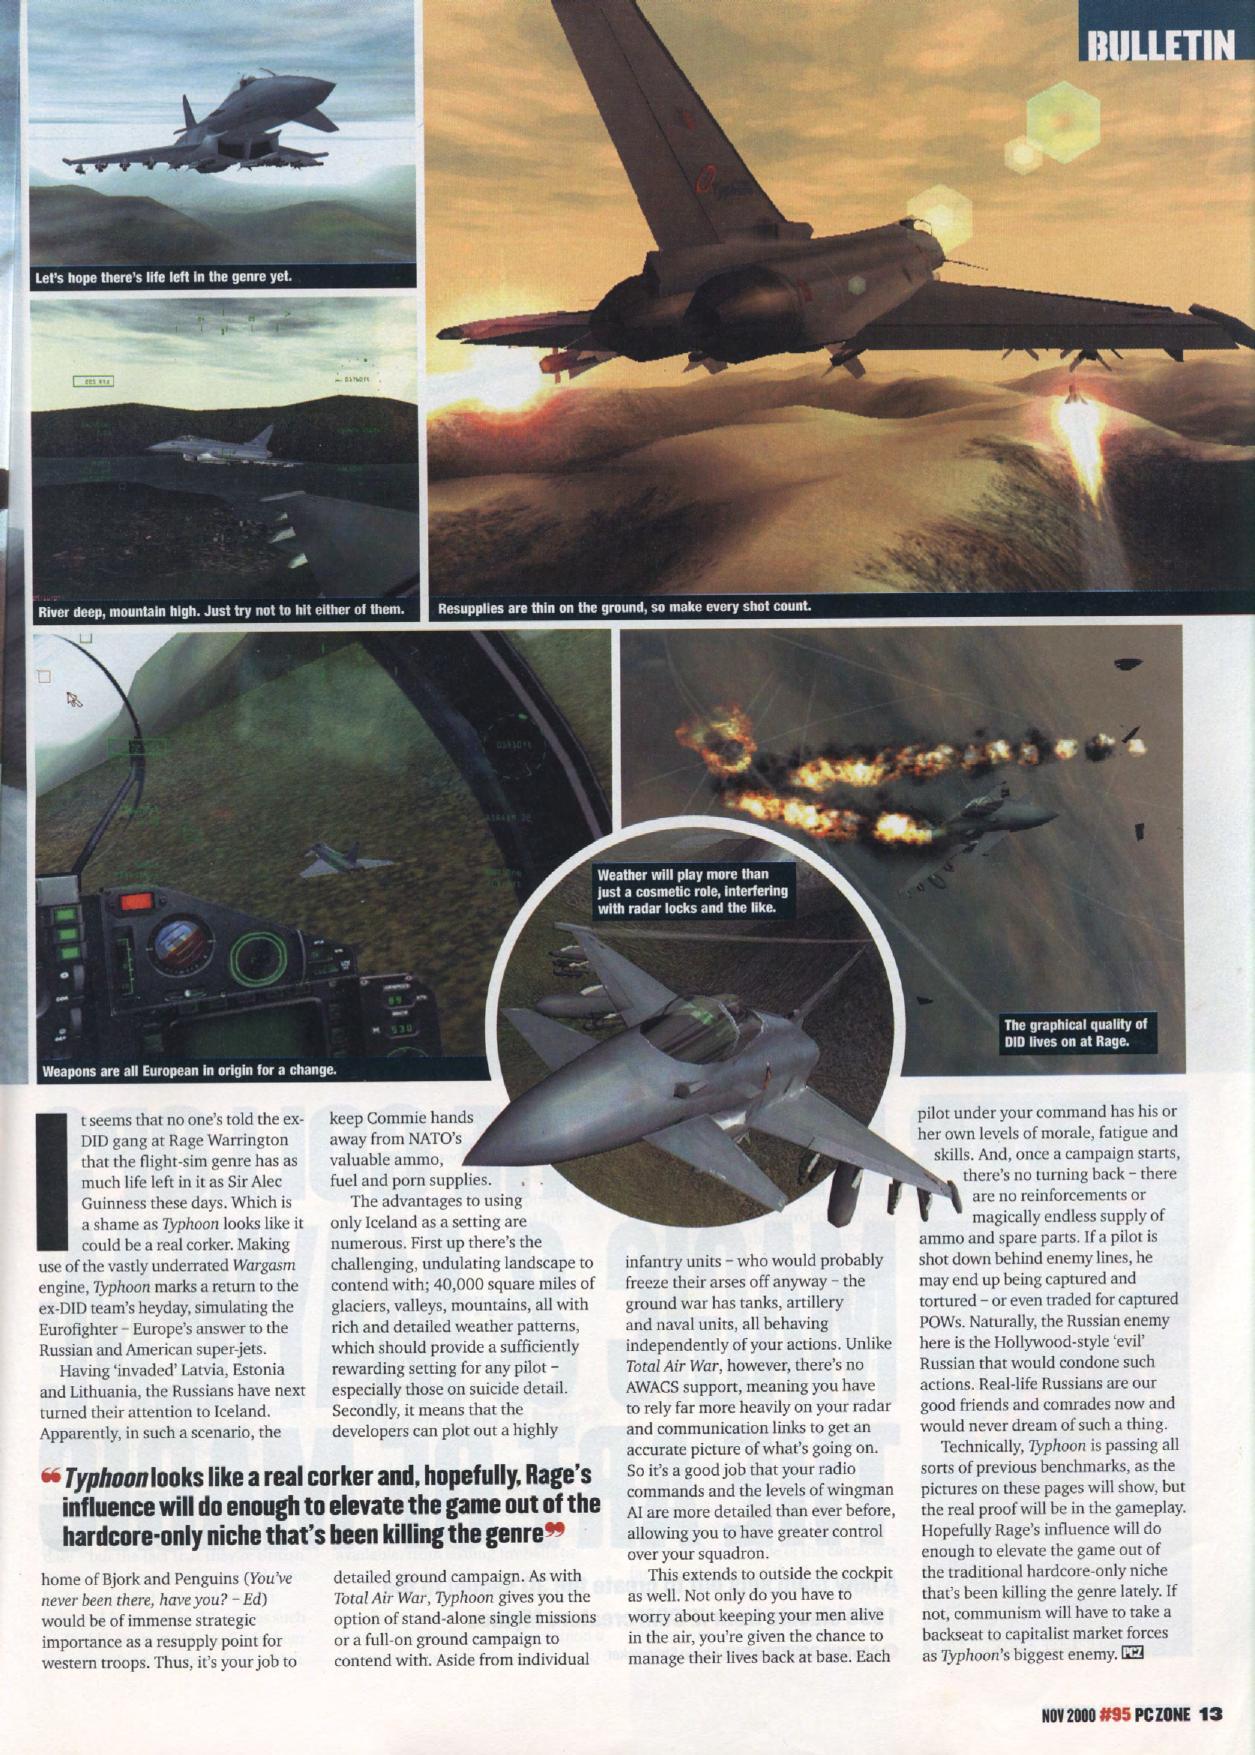 BULLETIN
Let's hope there's life left in the genre yet.
River deep, mountain high. Just try not to hit either of them.
Resupplies are thin on the ground, so make every shot count.
Weapons are all European in origin for a change.
Weather will play more than
just a cosmetic role, interfering
with radar locks and the like.
The graphical quality of
DID lives on at Rage.
It seems that no one's told the ex-
DID gang at Rage Warrington
that the flight-sim genre has as
much life left in it as Sir Alec
Guinness these days. Which is
a shame as Typhoon looks like it
could be a real corker. Making
use of the vastly underrated Wargasm
engine, Typhoon marks a return to the
ex-DID team's heyday, simulating the
Eurofighter – Europe's answer to the
Russian and American super-jets.
Having 'invaded' Latvia, Estonia
and Lithuania, the Russians have next
turned their attention to Iceland.
Apparently, in such a scenario, the
home of Bjork and Penguins (You've
never been there, have you? – Ed)
would be of immense strategic
importance as a resupply point for
western troops. Thus, it's your job to
keep Commie hands
away from NATO's
valuable ammo,
fuel and porn supplies.
The advantages to using
only Iceland as a setting are
numerous. First up there's the
challenging, undulating landscape to
contend with; 40,000 square miles of
glaciers, valleys, mountains, all with
rich and detailed weather patterns,
which should provide a sufficiently
rewarding setting for any pilot –
especially those on suicide detail.
Secondly, it means that the
developers can plot out a highly
detailed ground campaign. As with
Total Air War, Typhoon gives you the
option of stand-alone single missions
or a full-on ground campaign to
contend with. Aside from individual
infantry units – who would probably
freeze their arses off anyway – the
ground war has tanks, artillery
and naval units, all behaving
independently of your actions. Unlike
Total Air War, however, there's no
AWACS support, meaning you have
to rely far more heavily on your radar
and communication links to get an
accurate picture of what's going on.
So it's a good job that your radio
commands and the levels of wingman
AI are more detailed than ever before,
allowing you to have greater control
over your squadron.
This extends to outside the cockpit
as well. Not only do you have to
worry about keeping your men alive
in the air, you're given the chance to
manage their lives back at base. Each
pilot under your command has his or
her own levels of morale, fatigue and
skills. And, once a campaign starts,
there's no turning back – there
are no reinforcements or
magically endless supply of
ammo and spare parts. If a pilot is
shot down behind enemy lines, he
may end up being captured and
tortured – or even traded for captured
POWs. Naturally, the Russian enemy
here is the Hollywood-style 'evil'
Russian that would condone such
actions. Real-life Russians are our
good friends and comrades now and
would never dream of such a thing.
Technically, Typhoon is passing all
sorts of previous benchmarks, as the
pictures on these pages will show, but
the real proof will be in the gameplay.
Hopefully Rage's influence will do
enough to elevate the game out of
the traditional hardcore-only niche
that's been killing the genre lately. If
not, communism will have to take a
backseat to capitalist market forces
as Typhoon's biggest enemy. PCZ
“Typhoon looks like a real corker and, hopefully, Rage's
influence will do enough to elevate the game out of the
hardcore-only niche that's been killing the genre”
NOV 2000 #95 PC ZONE 13